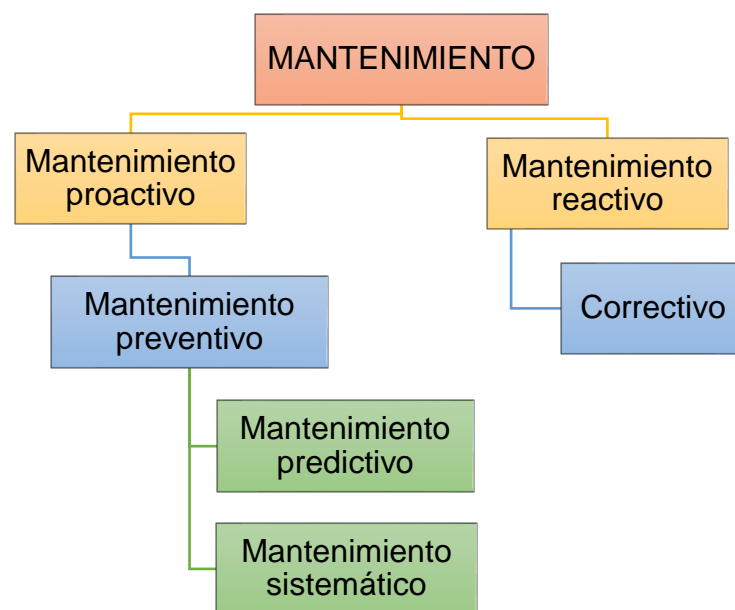 MANTENIMIENTO
Mantenimiento
proactivo
Mantenimiento
reactivo
Mantenimiento
preventivo
Correctivo
Mantenimiento
predictivo
Mantenimiento
sistemático